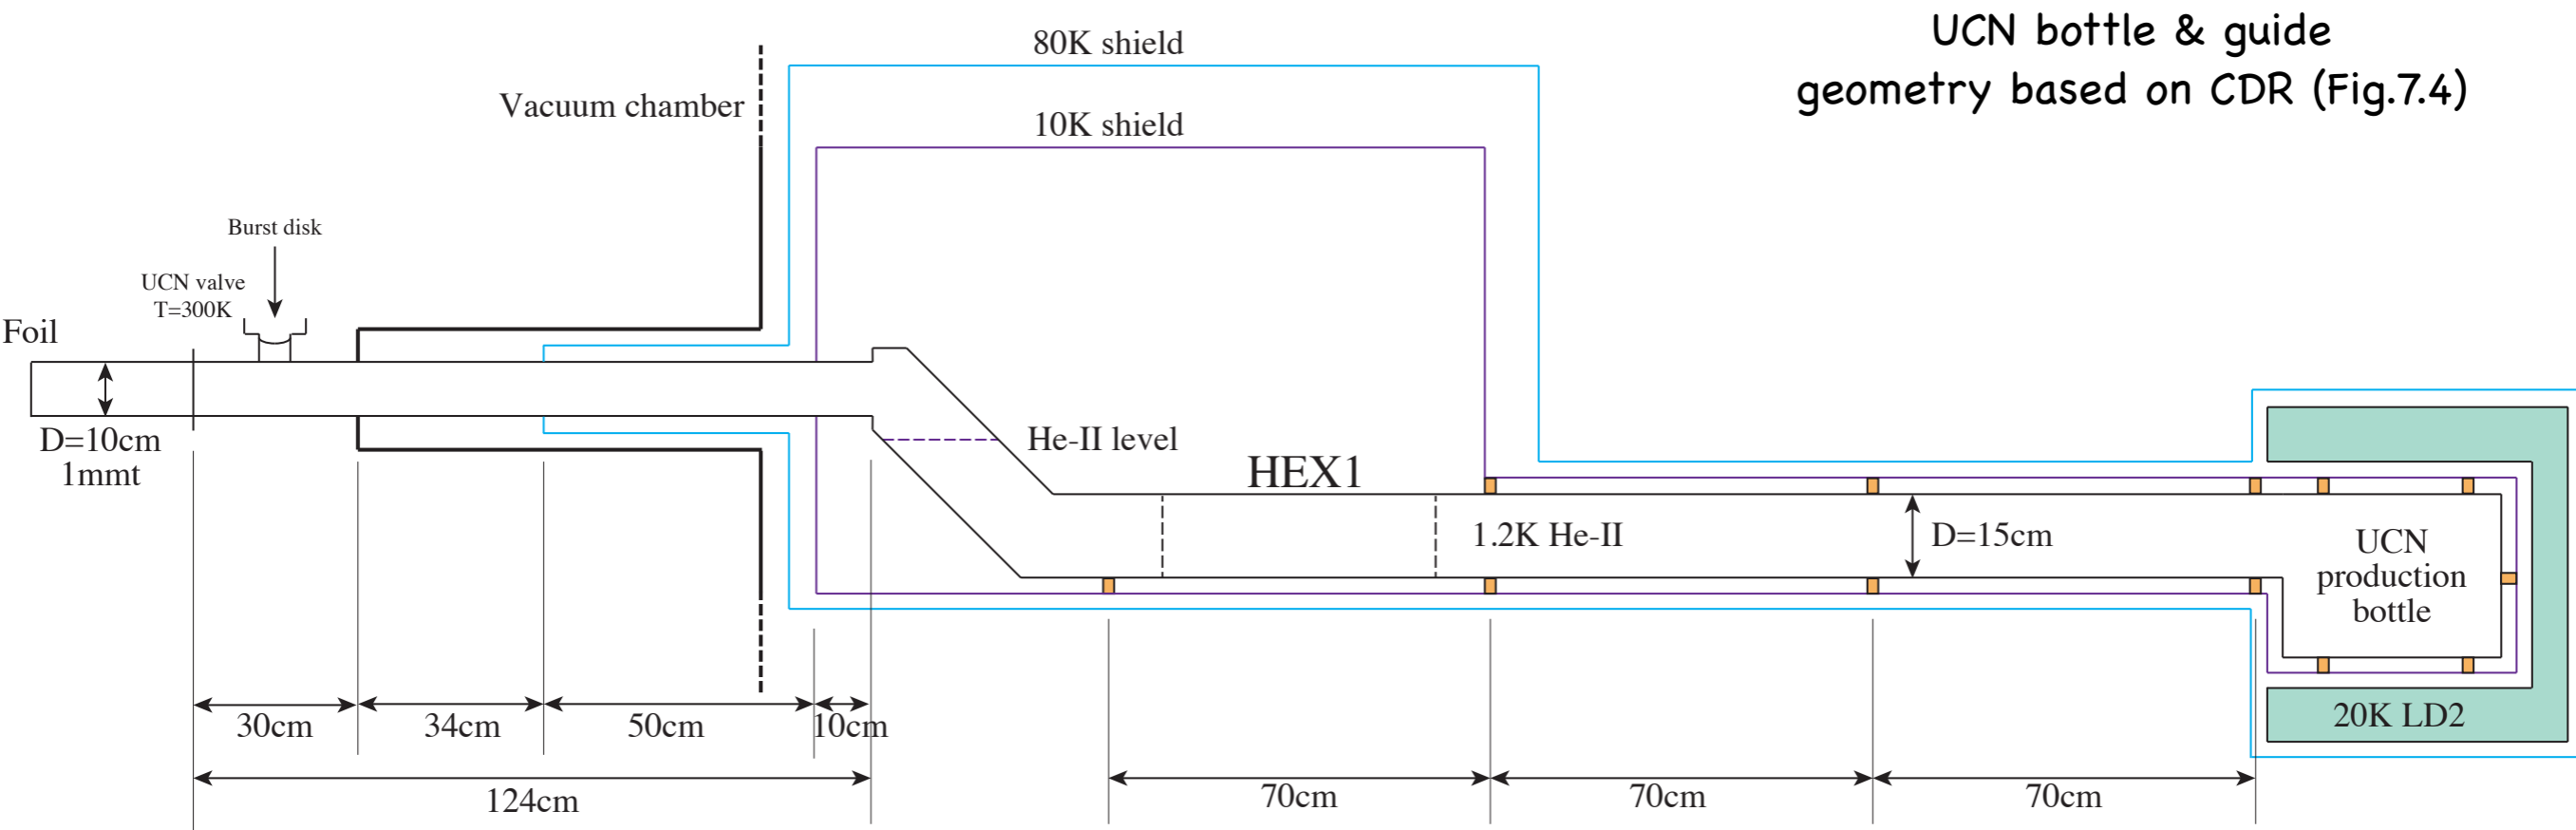 UCN bottle & guide
geometry based on CDR (Fig.7.4)
80K shield
Vacuum chamber
10K shield
Burst disk
UCN valve
T=300K
Foil
D=10cm
1mmt
He-II level
HEX1
1.2K He-II
D=15cm
UCN
production
bottle
20K LD2
30cm
34cm
50cm
10cm
124cm
70cm
70cm
70cm